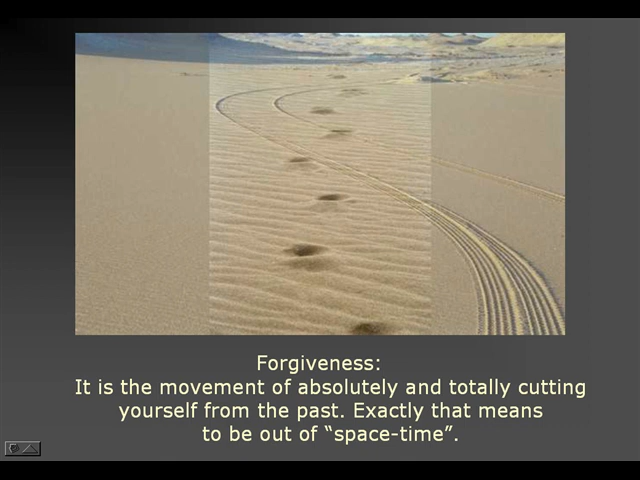 Forgiveness:
It is the movement of absolutely and totally cutting
yourself from the past. Exactly that means
to be out of “space-time”.